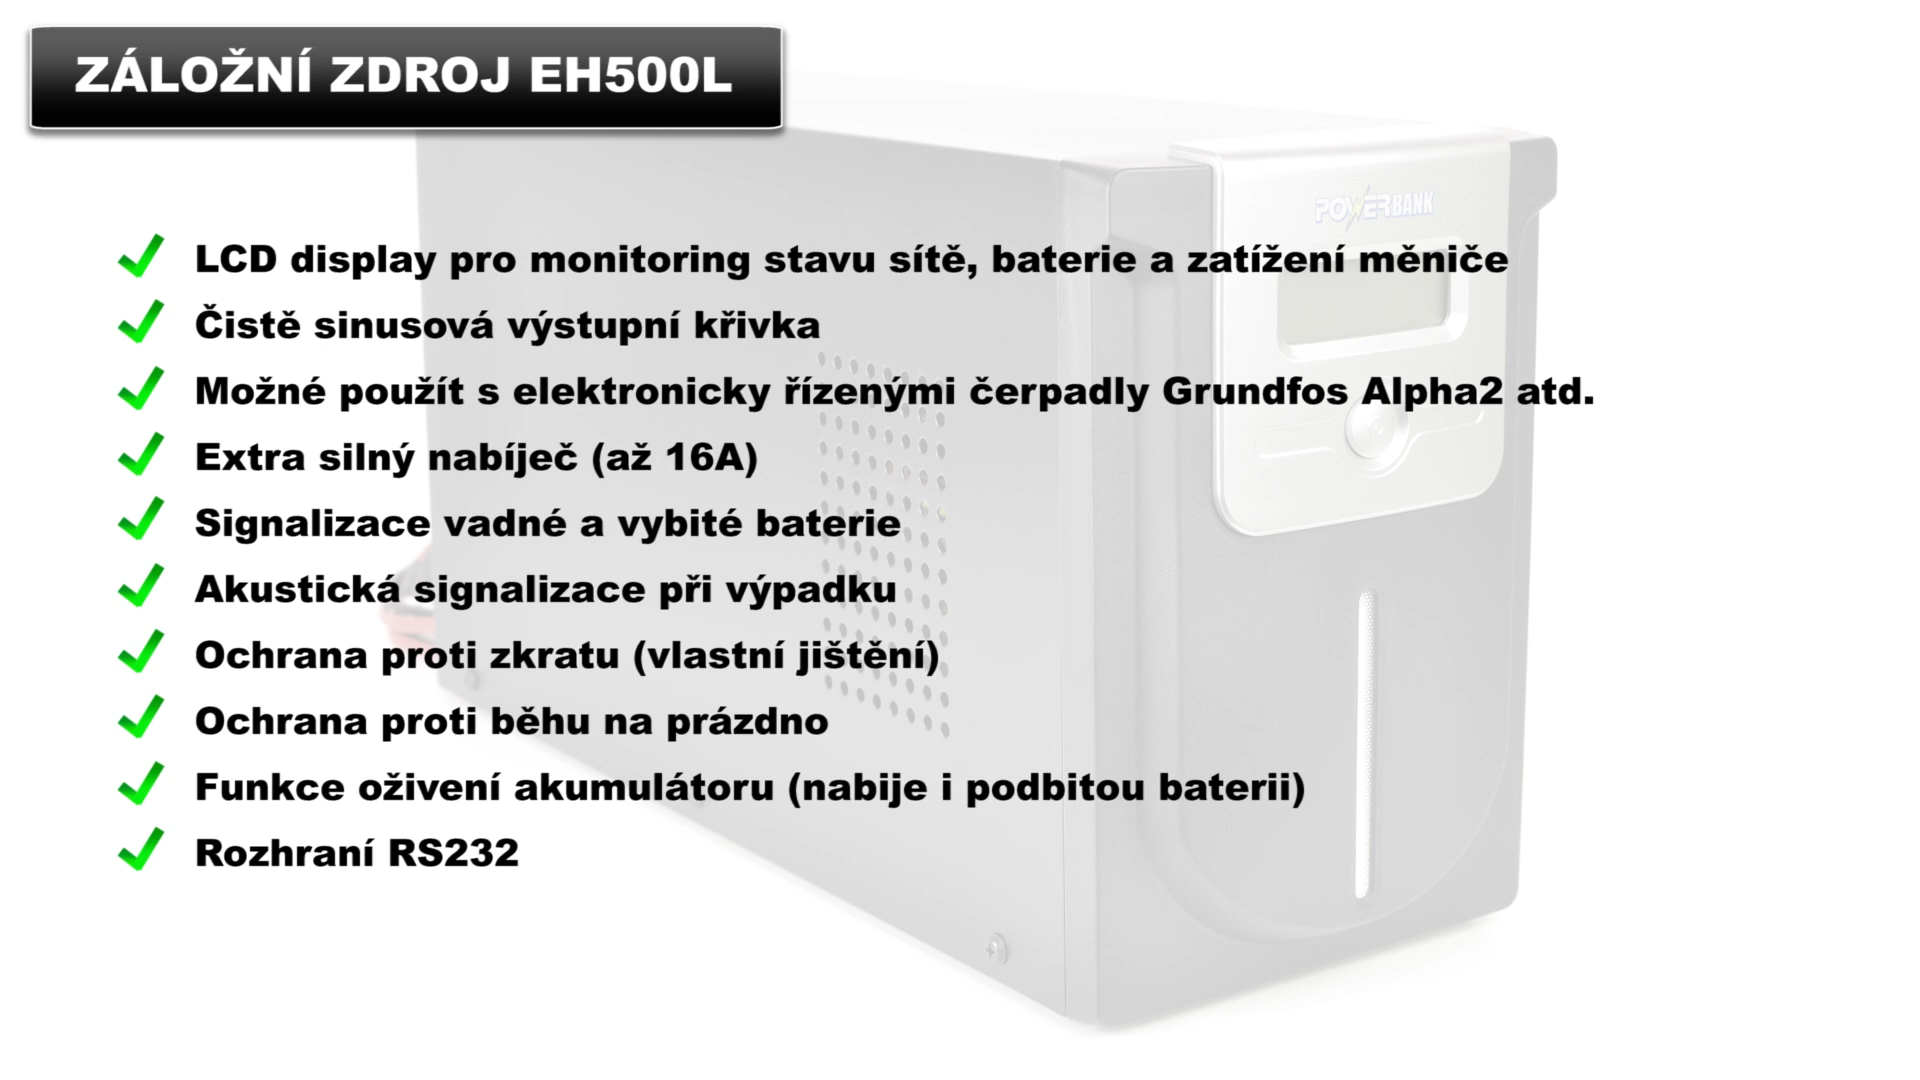 ZÁLOŽNÍ ZDROJ EH500L
POWERBANK
LCD display pro monitoring stavu sítě, baterie a zatížení měniče
Čistě sinusová výstupní křivka
Možné použít s elektronicky řízenými čerpadly Grundfos Alpha2 atd.
Extra silný nabíječ (až 16A)
Signalizace vadné a vybité baterie
Akustická signalizace při výpadku
Ochrana proti zkratu (vlastní jištění)
Ochrana proti běhu na prázdno
Funkce oživení akumulátoru (nabije i podbitou baterii)
Rozhraní RS232